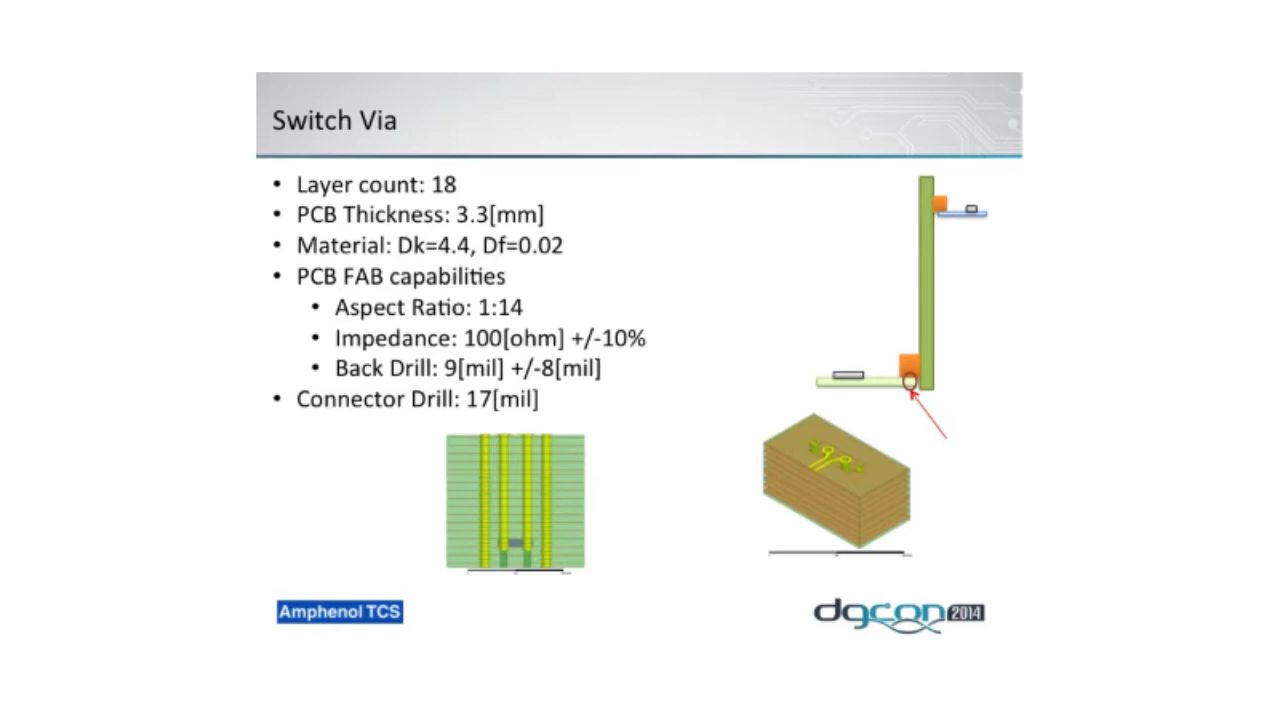 Switch Via
• Layer count: 18
• PCB Thickness: 3.3[mm]
• Material: Dk=4.4, Df=0.02
• PCB FAB capabilities
• Aspect Ratio: 1:14
• Impedance: 100[ohm] +/-10%
• Back Drill: 9[mil] +/-8[mil]
• Connector Drill: 17[mil]
Amphenol TCS
dgcon 2014